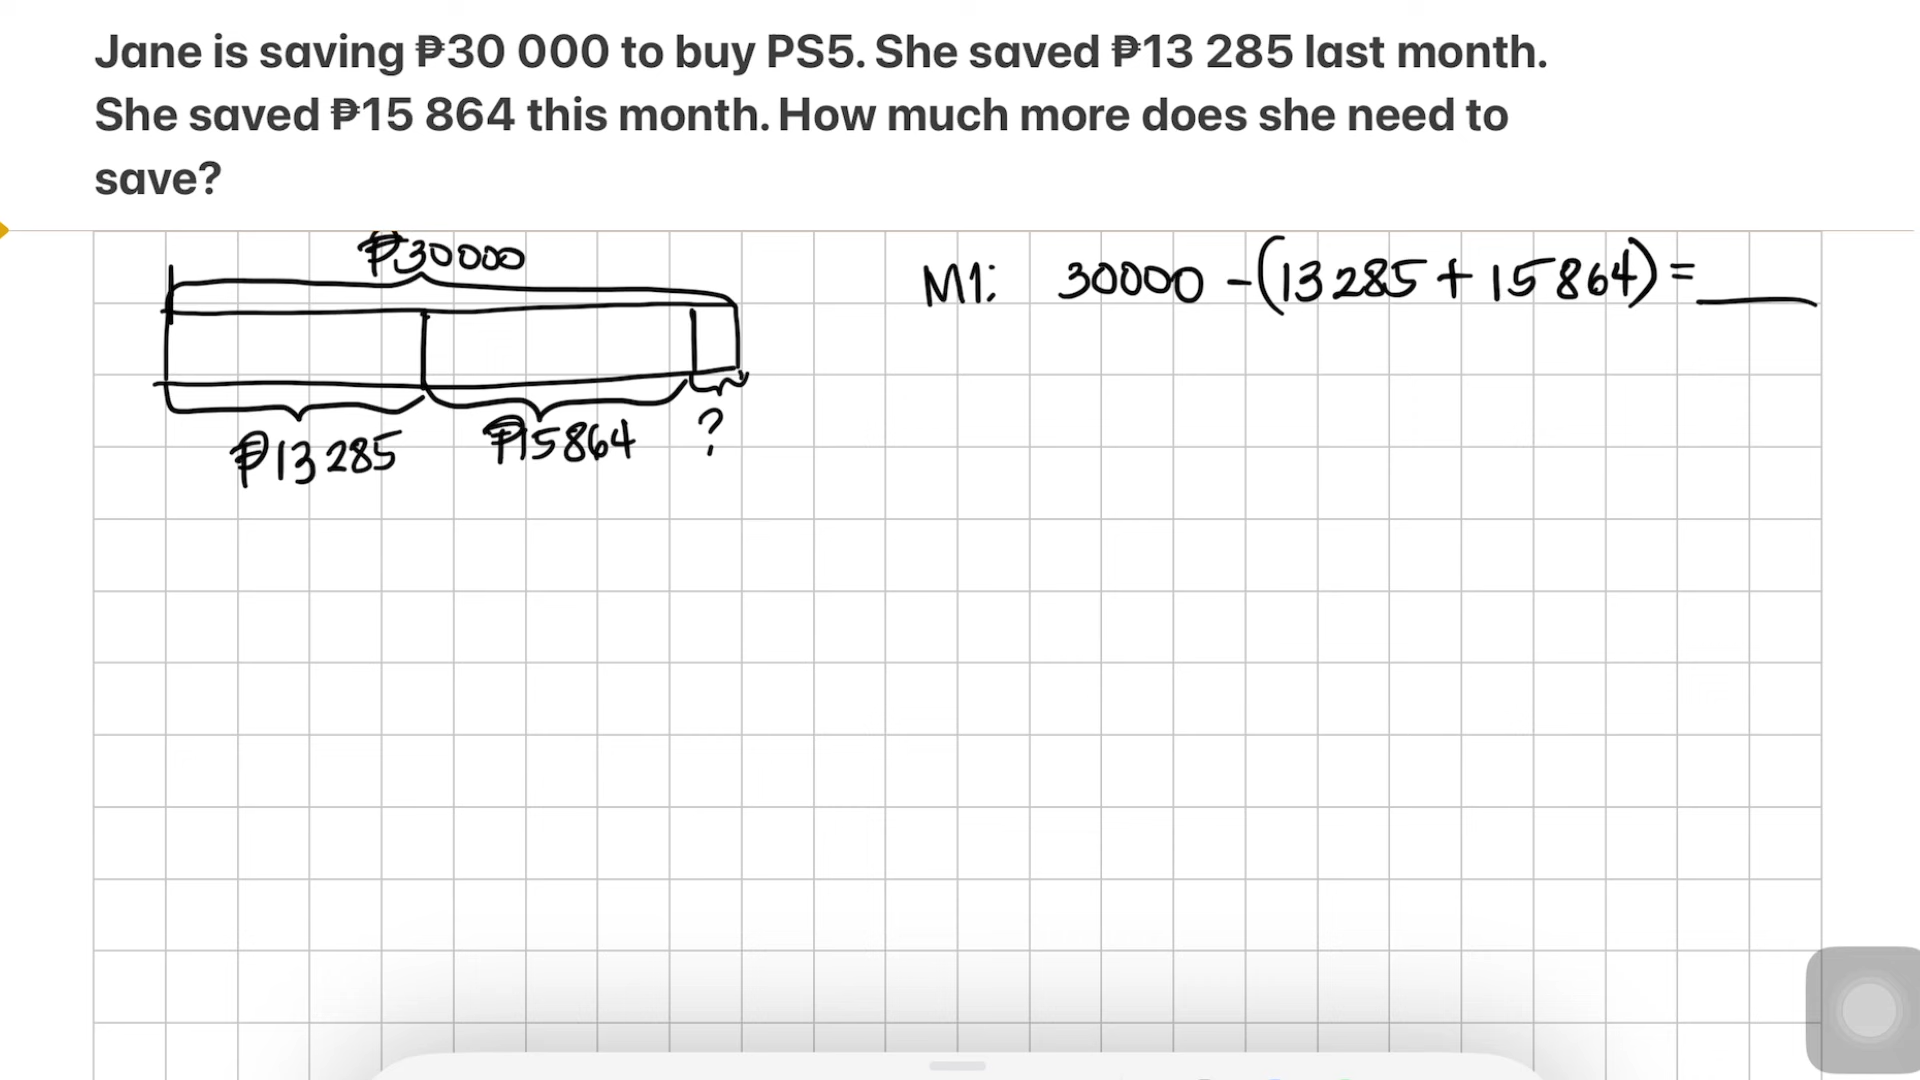 Jane is saving ₱30 000 to buy PS5. She saved ₱13 285 last month.
She saved ₱15 864 this month. How much more does she need to
save?
₱30000
M1: 30000 - (13285 + 15864) = ____
₱13285 ₱15864 ?